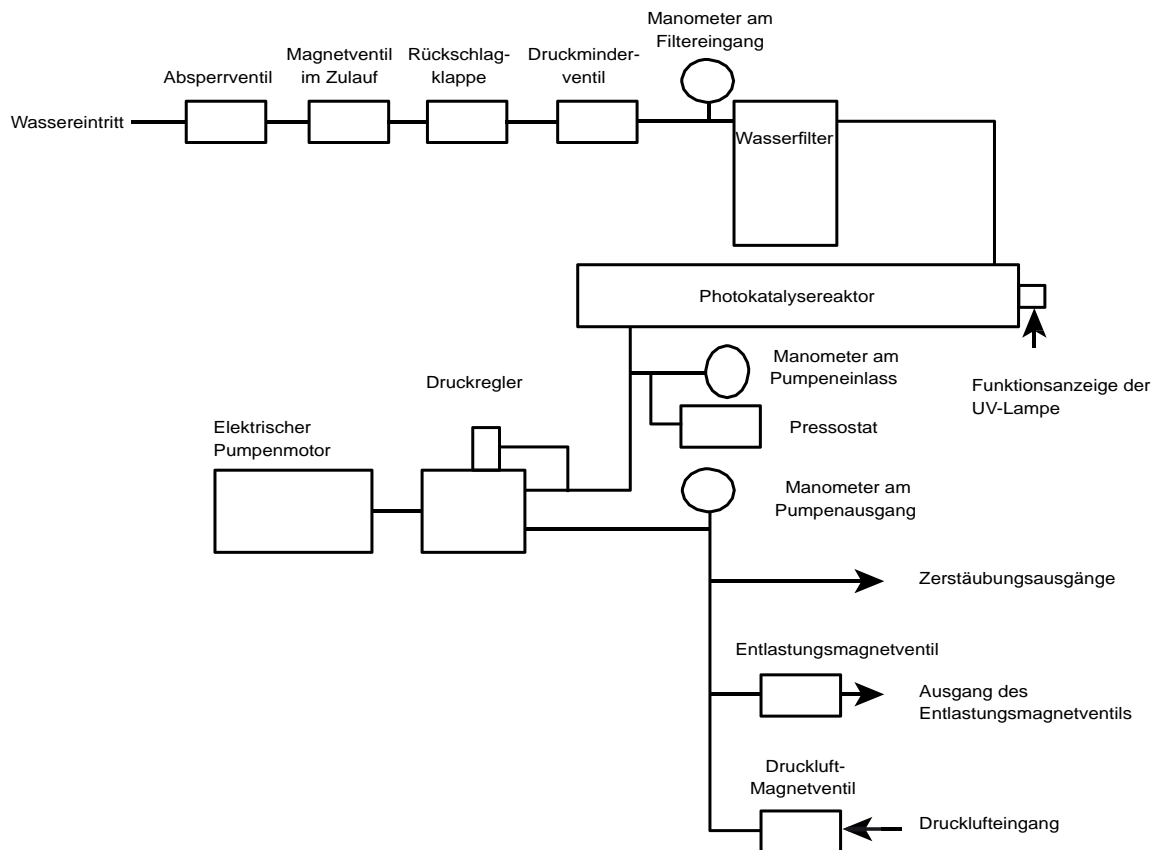 Manometer am
Filtereingang
Magnetventil
im Zulauf
Rückschlag-
klappe
Druckminder-
ventil
Absperrventil
Wassereintritt
Wasserfilter
Photokatalysereaktor
Manometer am
Pumpeneinlass
Funktionsanzeige der
UV-Lampe
Druckregler
Pressostat
Elektrischer
Pumpenmotor
Manometer am
Pumpenausgang
Zerstäubungsausgänge
Entlastungsmagnetventil
Ausgang des
Entlastungsmagnetventils
Druckluft-
Magnetventil
Drucklufteingang